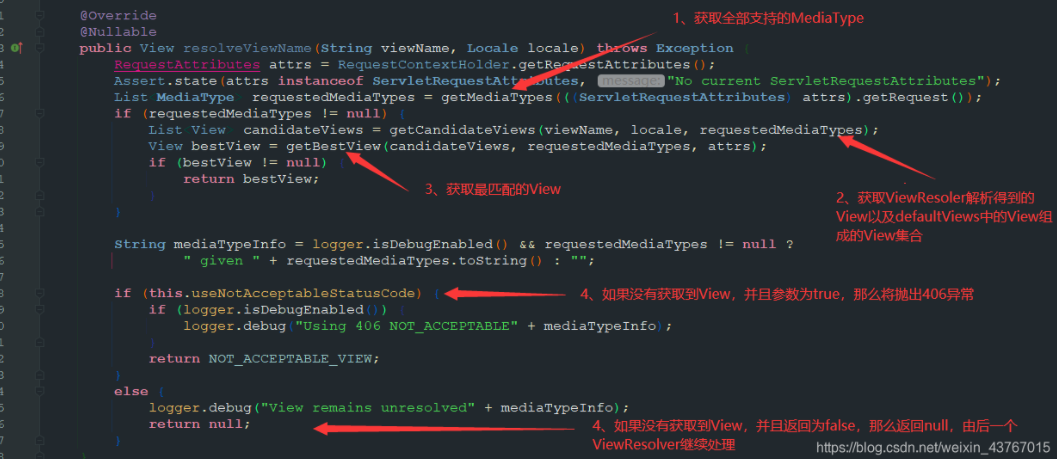 @Override
@Nullable
1、获取全部支持的MediaType
public View resolveViewName(String viewName, Locale locale) throws Exception {
RequestAttributes attrs = RequestContextHolder.getRequestAttributes();
Assert.state(attrs instanceof ServletRequestAttributes, message: "No current ServletRequestAttributes");
List MediaType requestedMediaTypes = getMediaTypes(((ServletRequestAttributes) attrs).getRequest());
if (requestedMediaTypes != null) {
List View candidateViews = getCandidateViews(viewName, locale, requestedMediaTypes);
View bestView = getBestView(candidateViews, requestedMediaTypes, attrs);
if (bestView != null) {
return bestView;
}
}
3、获取最匹配的View
2、获取ViewResoler解析得到的
View以及defaultViews中的View组
成的View集合
String mediaTypeInfo = logger.isDebugEnabled() && requestedMediaTypes != null ?
" given " + requestedMediaTypes.toString() : "";
if (this.useNotAcceptableStatusCode) {
4、如果没有获取到View，并且参数为true，那么将抛出406异常
if (logger.isDebugEnabled()) {
logger.debug("Using 406 NOT_ACCEPTABLE" + mediaTypeInfo);
}
return NOT_ACCEPTABLE_VIEW;
}
else {
logger.debug("View remains unresolved" + mediaTypeInfo);
return null;
}
4、如果没有获取到View，并且返回为false，那么返回null，由后一个
ViewResolver继续处理
https://blog.csdn.net/weixin_43767015